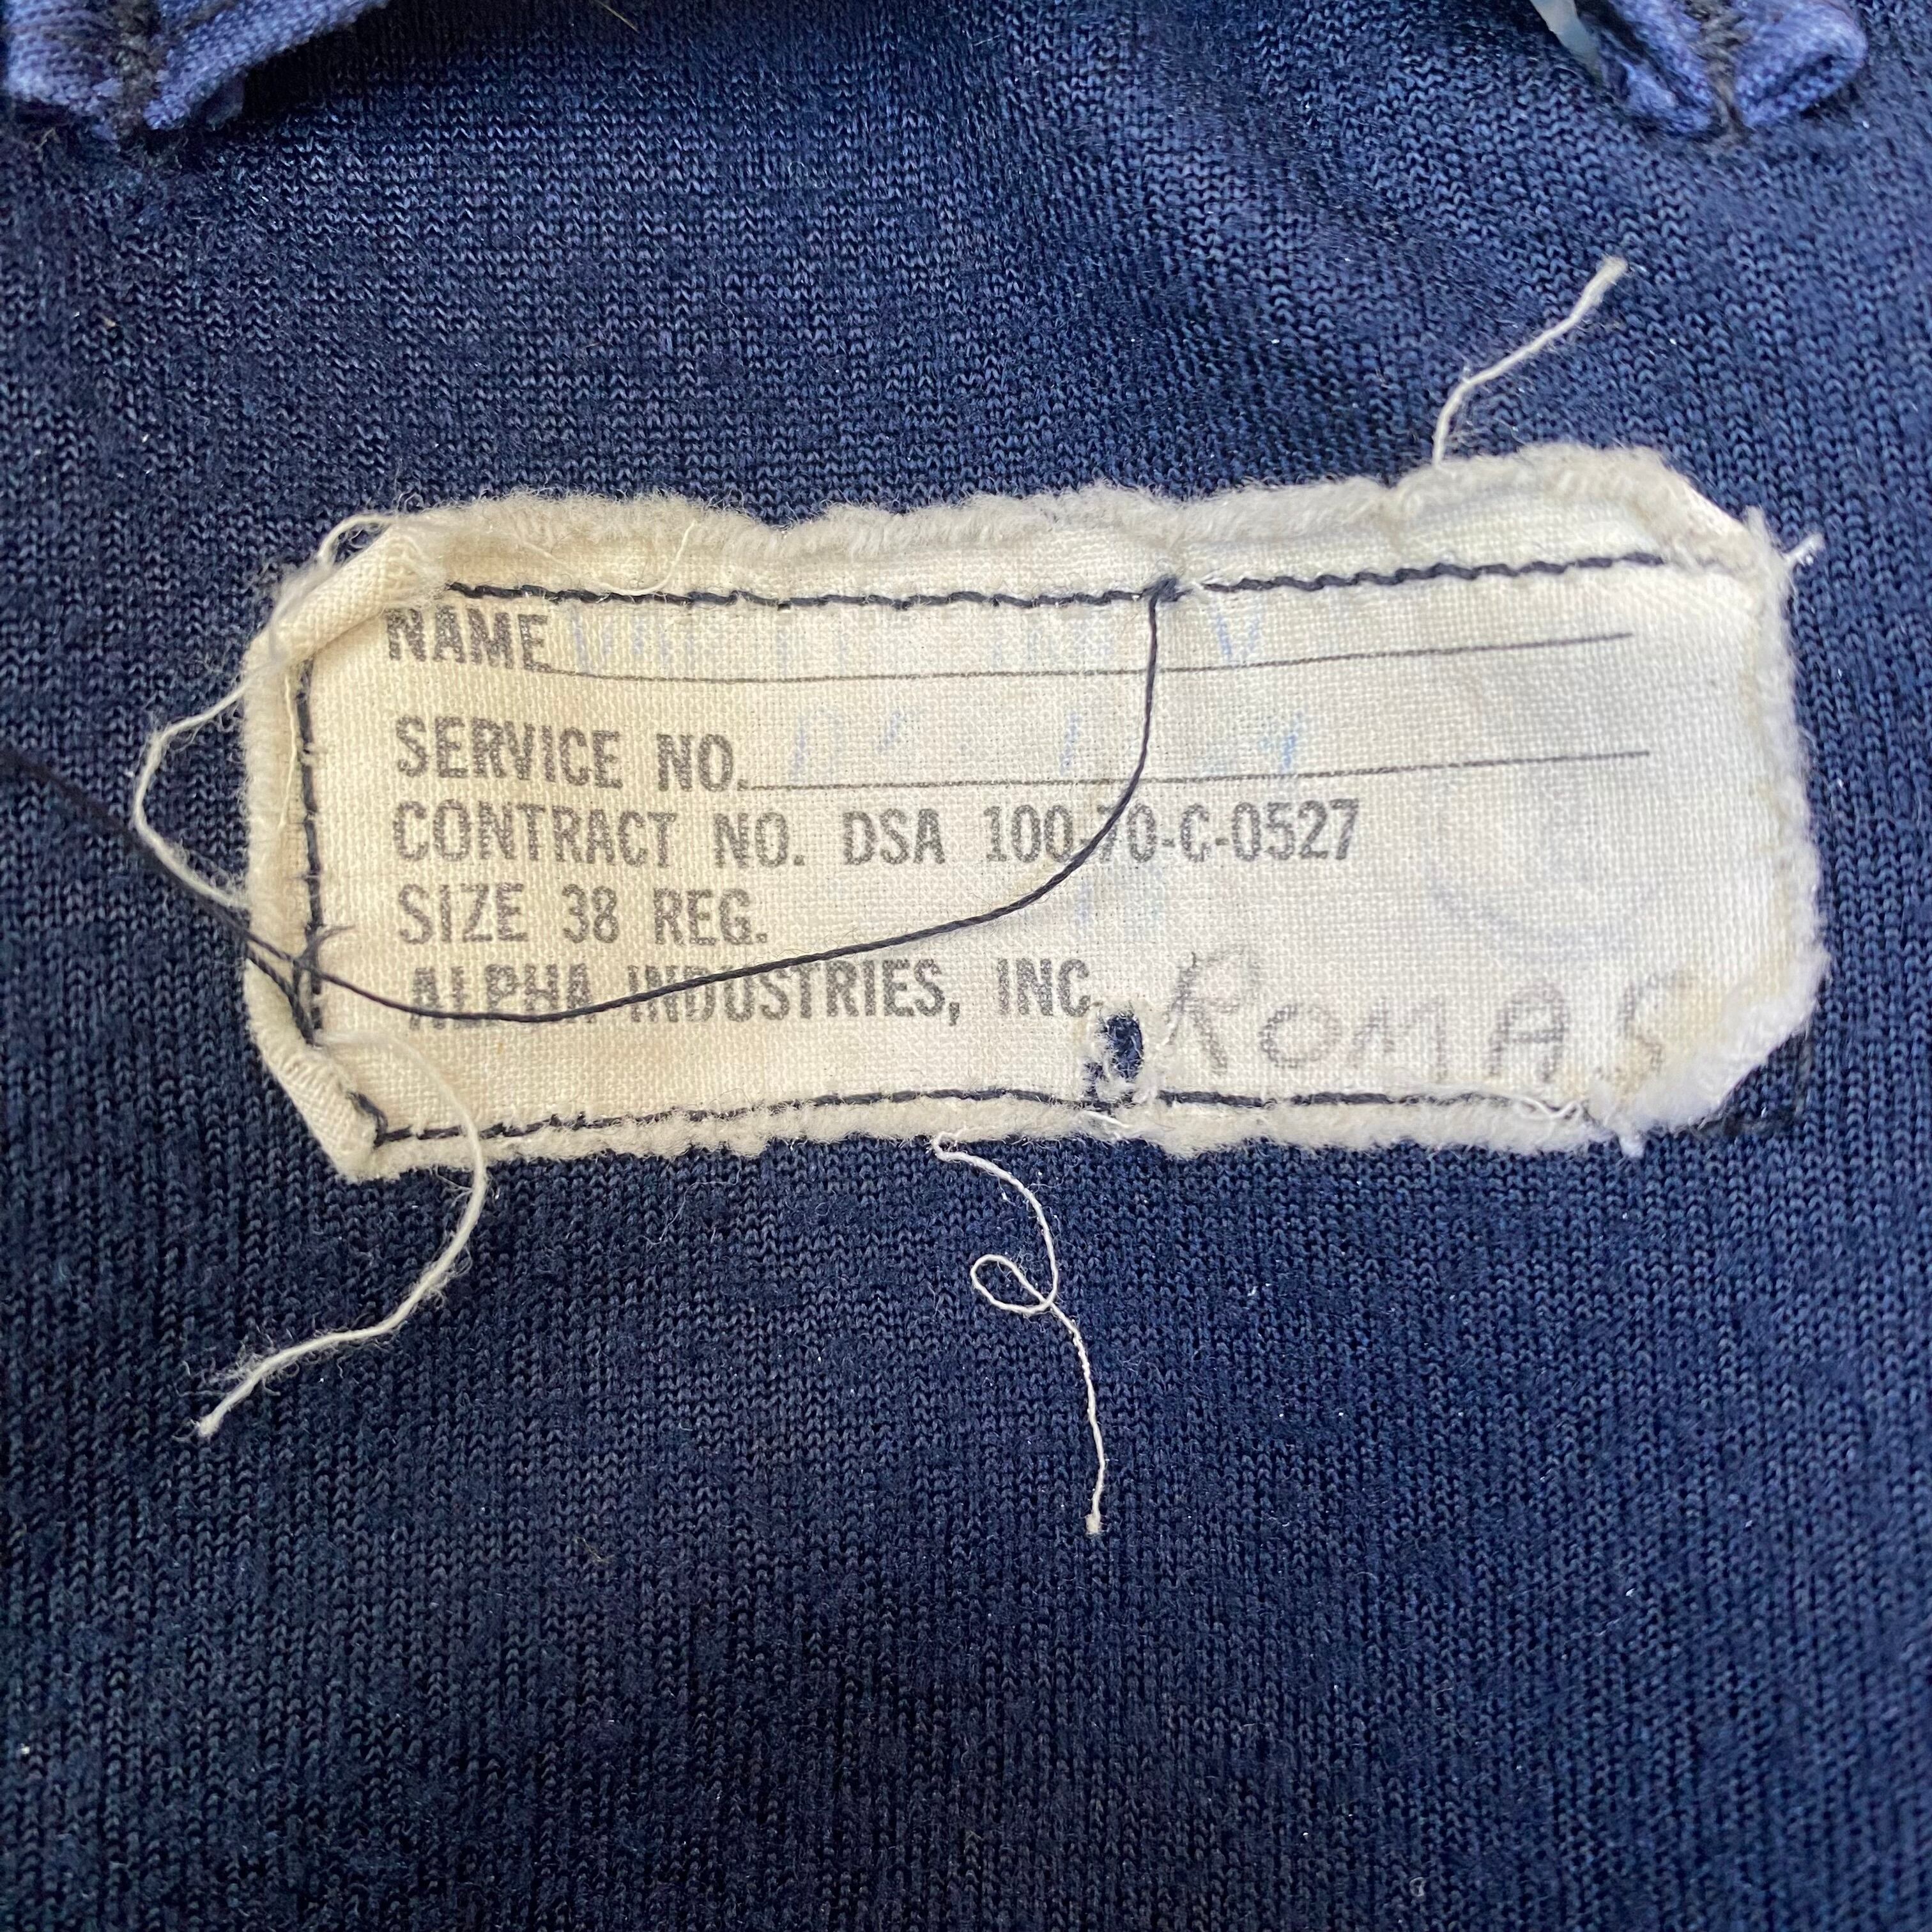 NAME
SERVICE NO.
CONTRACT NO. DSA 100-70-C-0527
SIZE 38 REG.
ALPHA INDUSTRIES, INC.
ROMAS